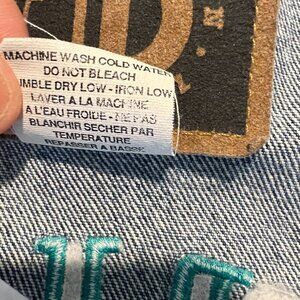 MACHINE WASH COLD WATER
DO NOT BLEACH
UMBLE DRY LOW - IRON LOW
LAVER A LA MACHINE
A L'EAU FROIDE - NE PAS
BLANCHIR SECHER PAR
TEMPERATURE
REPASSER A BASSE
D
N